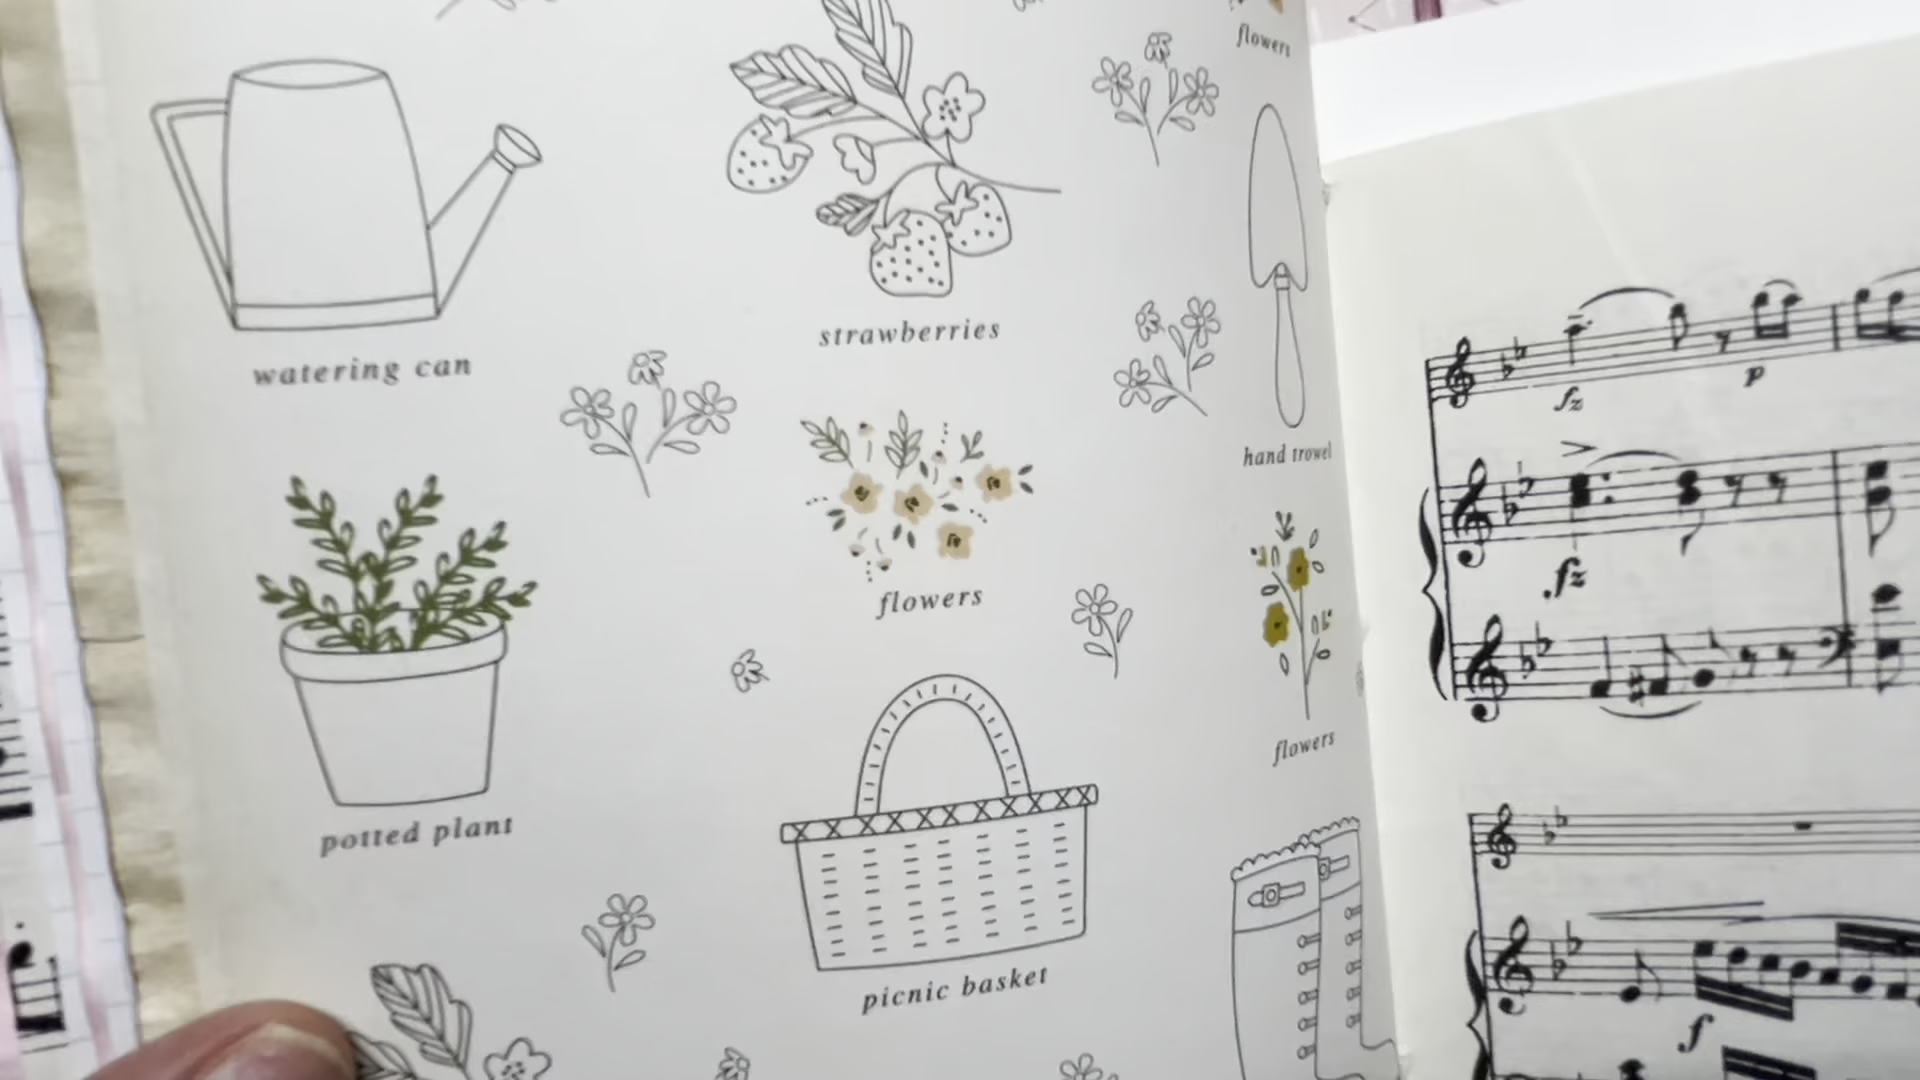 flowers
watering can
strawberries
hand trowel
flowers
flowers
potted plant
picnic basket
fz
p
fz
f